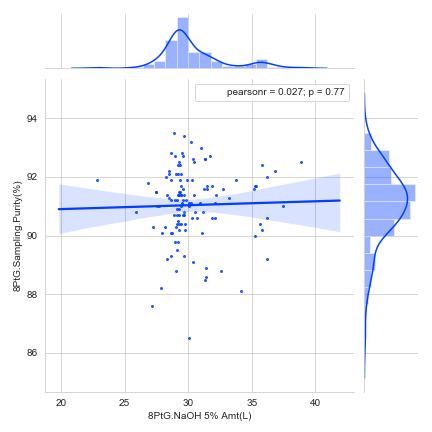 pearsonr = 0.027; p = 0.77
94
92
90
88
86
8PtG.Sampling.Purity(%)
20 25 30 35 40
8PtG.NaOH 5% Amt(L)